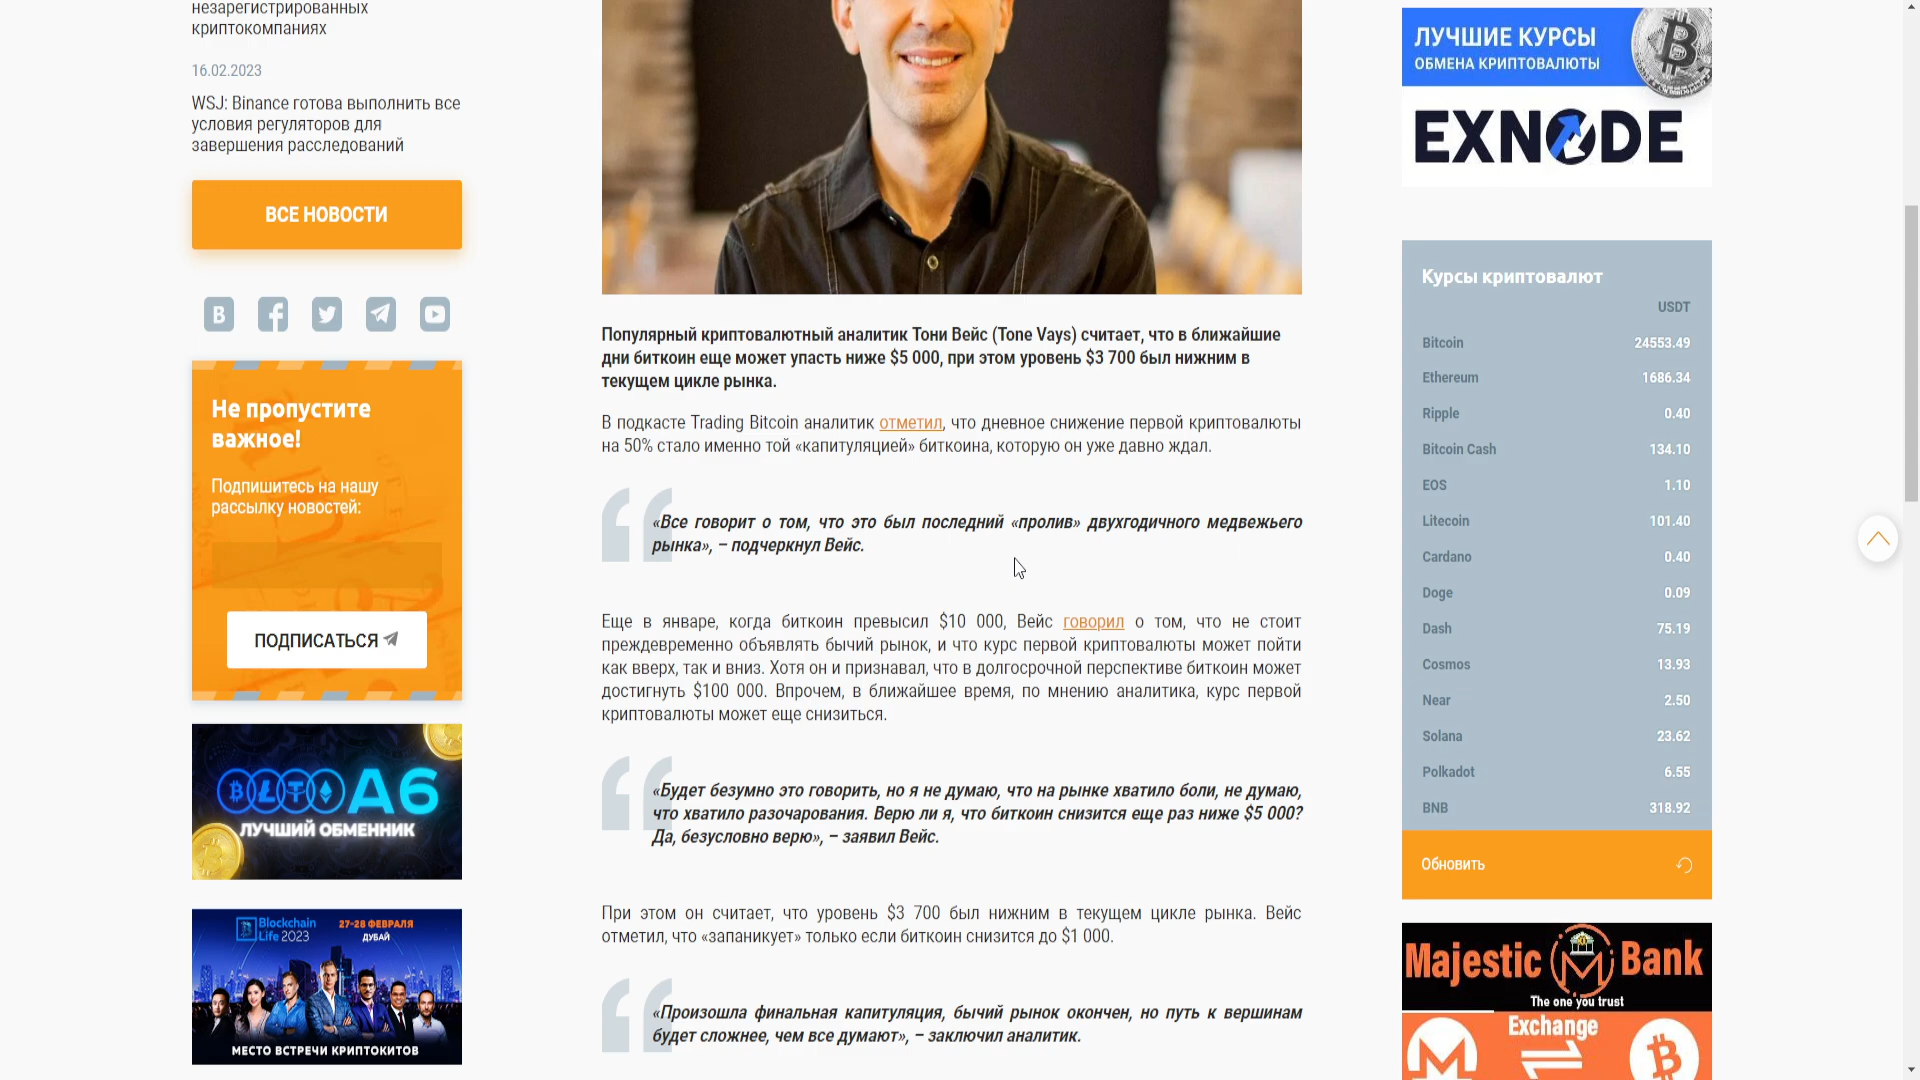 незарегистрированных
криптокомпаниях
16.02.2023
WSJ: Binance готова выполнить все
условия регуляторов для
завершения расследований
ВСЕ НОВОСТИ
Не пропустите
важное!
Подпишитесь на нашу
рассылку новостей:
ПОДПИСАТЬСЯ
A6
ЛУЧШИЙ ОБМЕННИК
Blockchain
Life 2023
27-28 ФЕВРАЛЯ
ДУБАЙ
МЕСТО ВСТРЕЧИ КРИПТОКИТОВ
Популярный криптовалютный аналитик Тони Вейс (Tone Vays) считает, что в ближайшие
дни биткоин еще может упасть ниже $5 000, при этом уровень $3 700 был нижним в
текущем цикле рынка.
В подкасте Trading Bitcoin аналитик отметил, что дневное снижение первой криптовалюты
на 50% стало именно той «капитуляцией» биткоина, которую он уже давно ждал.
«Все говорит о том, что это был последний «пролив» двухгодичного медвежьего
рынка», – подчеркнул Вейс.
Еще в январе, когда биткоин превысил $10 000, Вейс говорил о том, что не стоит
преждевременно объявлять бычий рынок, и что курс первой криптовалюты может пойти
как вверх, так и вниз. Хотя он и признавал, что в долгосрочной перспективе биткоин может
достигнуть $100 000. Впрочем, в ближайшее время, по мнению аналитика, курс первой
криптовалюты может еще снизиться.
«Будет безумно это говорить, но я не думаю, что на рынке хватило боли, не думаю,
что хватило разочарования. Верю ли я, что биткоин снизится еще раз ниже $5 000?
Да, безусловно верю», – заявил Вейс.
При этом он считает, что уровень $3 700 был нижним в текущем цикле рынка. Вейс
отметил, что «запаникует» только если биткоин снизится до $1 000.
«Произошла финальная капитуляция, бычий рынок окончен, но путь к вершинам
будет сложнее, чем все думают», – заключил аналитик.
ЛУЧШИЕ КУРСЫ
ОБМЕНА КРИПТОВАЛЮТЫ
EXNODE
Курсы криптовалют
USDT
Bitcoin 24553.49
Ethereum 1686.34
Ripple 0.40
Bitcoin Cash 134.10
EOS 1.10
Litecoin 101.40
Cardano 0.40
Doge 0.09
Dash 75.19
Cosmos 13.93
Near 2.50
Solana 23.62
Polkadot 6.55
BNB 318.92
Обновить
Majestic Bank
The one you trust
Exchange